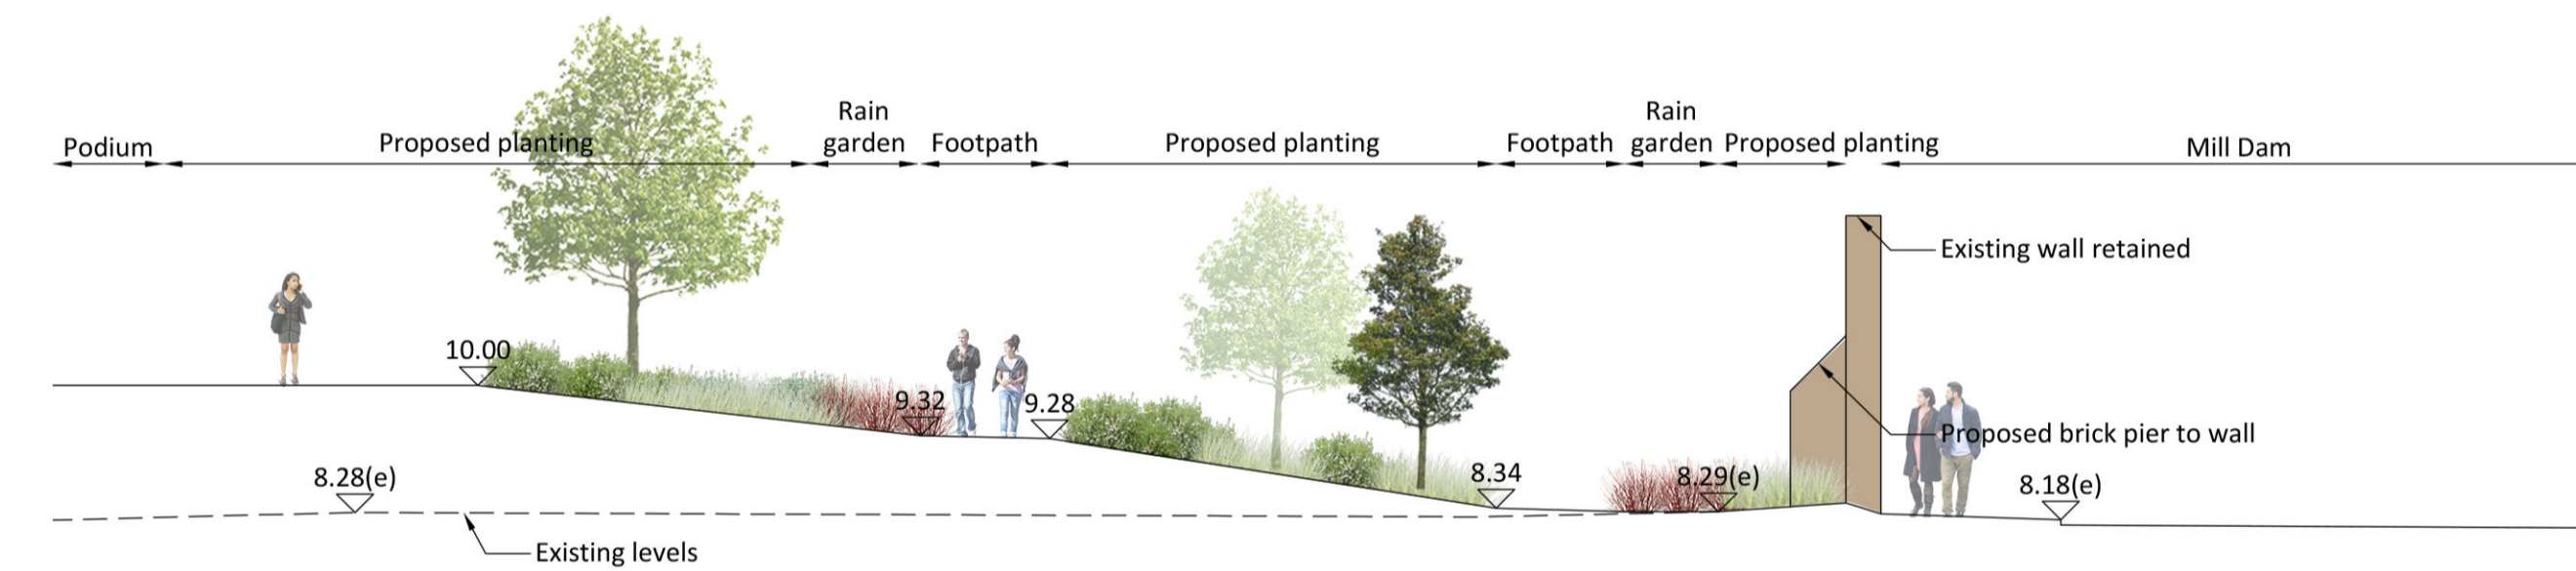 Podium
Proposed planting
Rain
garden
Footpath
Proposed planting
Footpath
Rain
garden
Proposed planting
Mill Dam
Existing wall retained
10.00
9.32
9.28
Proposed brick pier to wall
8.28(e)
8.34
8.29(e)
8.18(e)
Existing levels